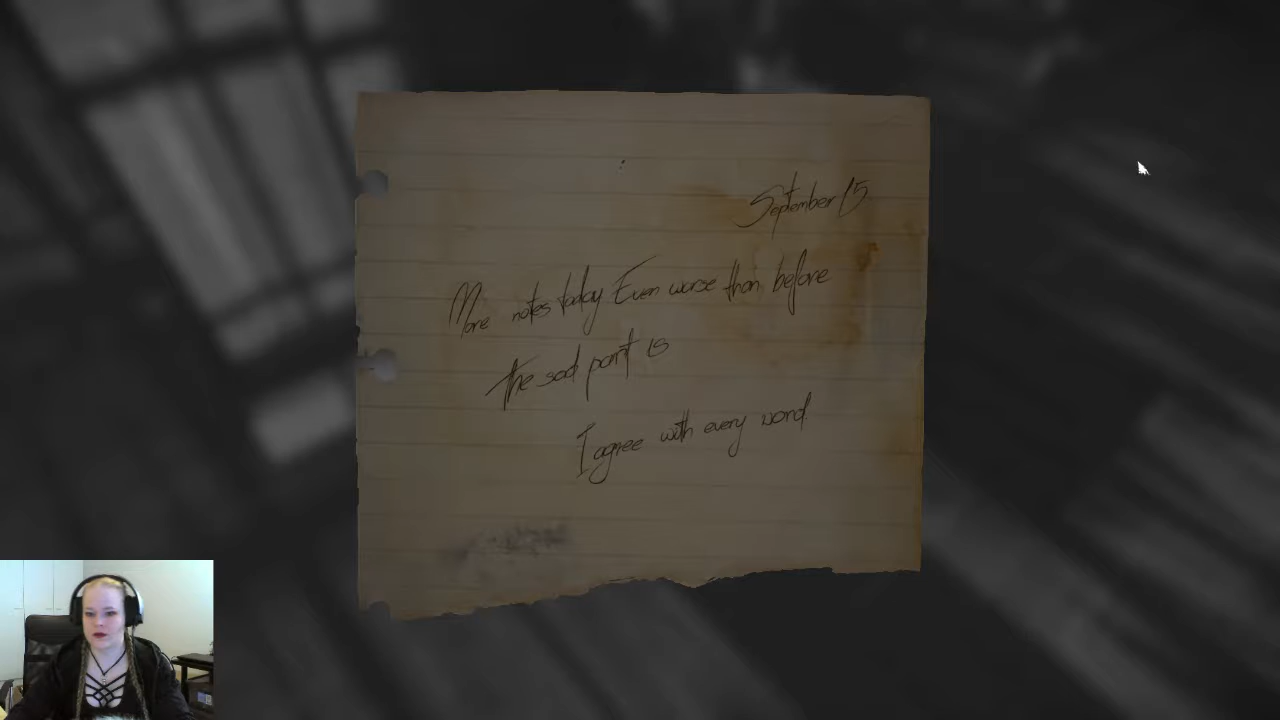 September 15
More notes today Even worse than before
the sad part is
I agree with every word.